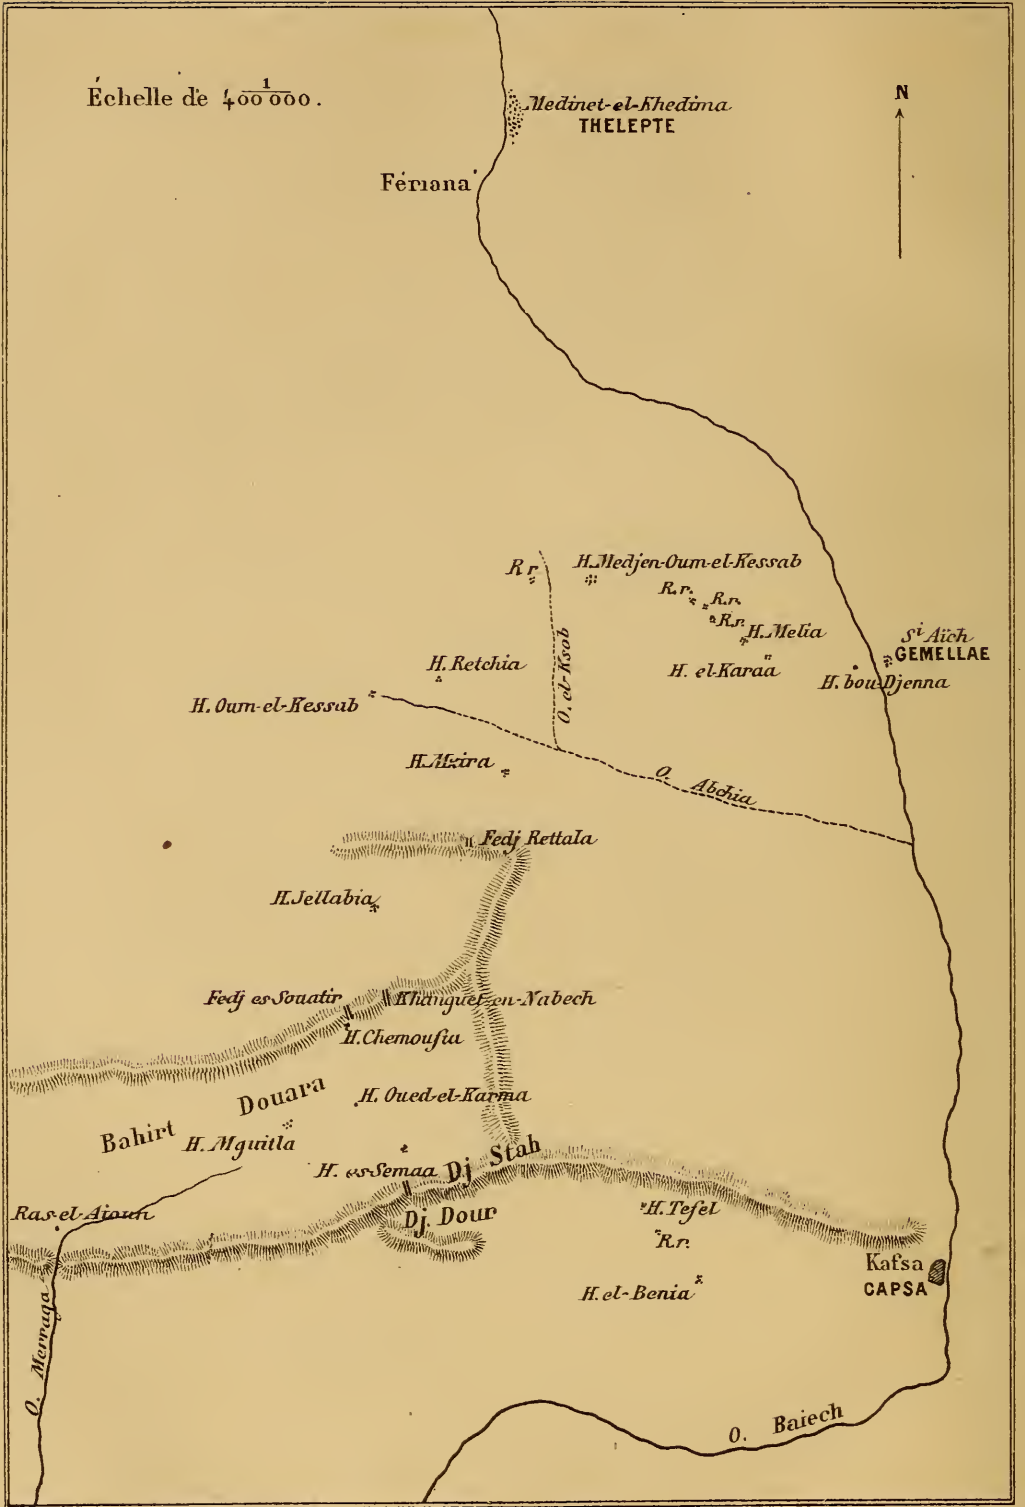 Échelle de 1/400 000.
N
Medinet-el-Khedima
THELEPTE
Fériana
R r
H. Medjen-Oum-el-Kessab
R. r.
R. r.
R. r.
H. Melia
Sⁱ Aïch
GEMELLAE
H. Retchia
H. el-Karaä
H. bou-Djenna
O. el-Ksob
H. Oum-el-Kessab
H. Mzira
O. Abchia
Fedj Rettala
H. Jellabia
Fedj es Souatir
Khanguet-en-Nabech
H. Chemoufia
Bahirt Douara
H. Oued-el-Karma
H. Mguitla
H. es-Semaa
Dj Stah
Ras-el-Aioun
Dj. Dour
H. Tefel
R. r.
Kafsa
CAPSA
H. el-Benia
O. Merraga
O. Baiech